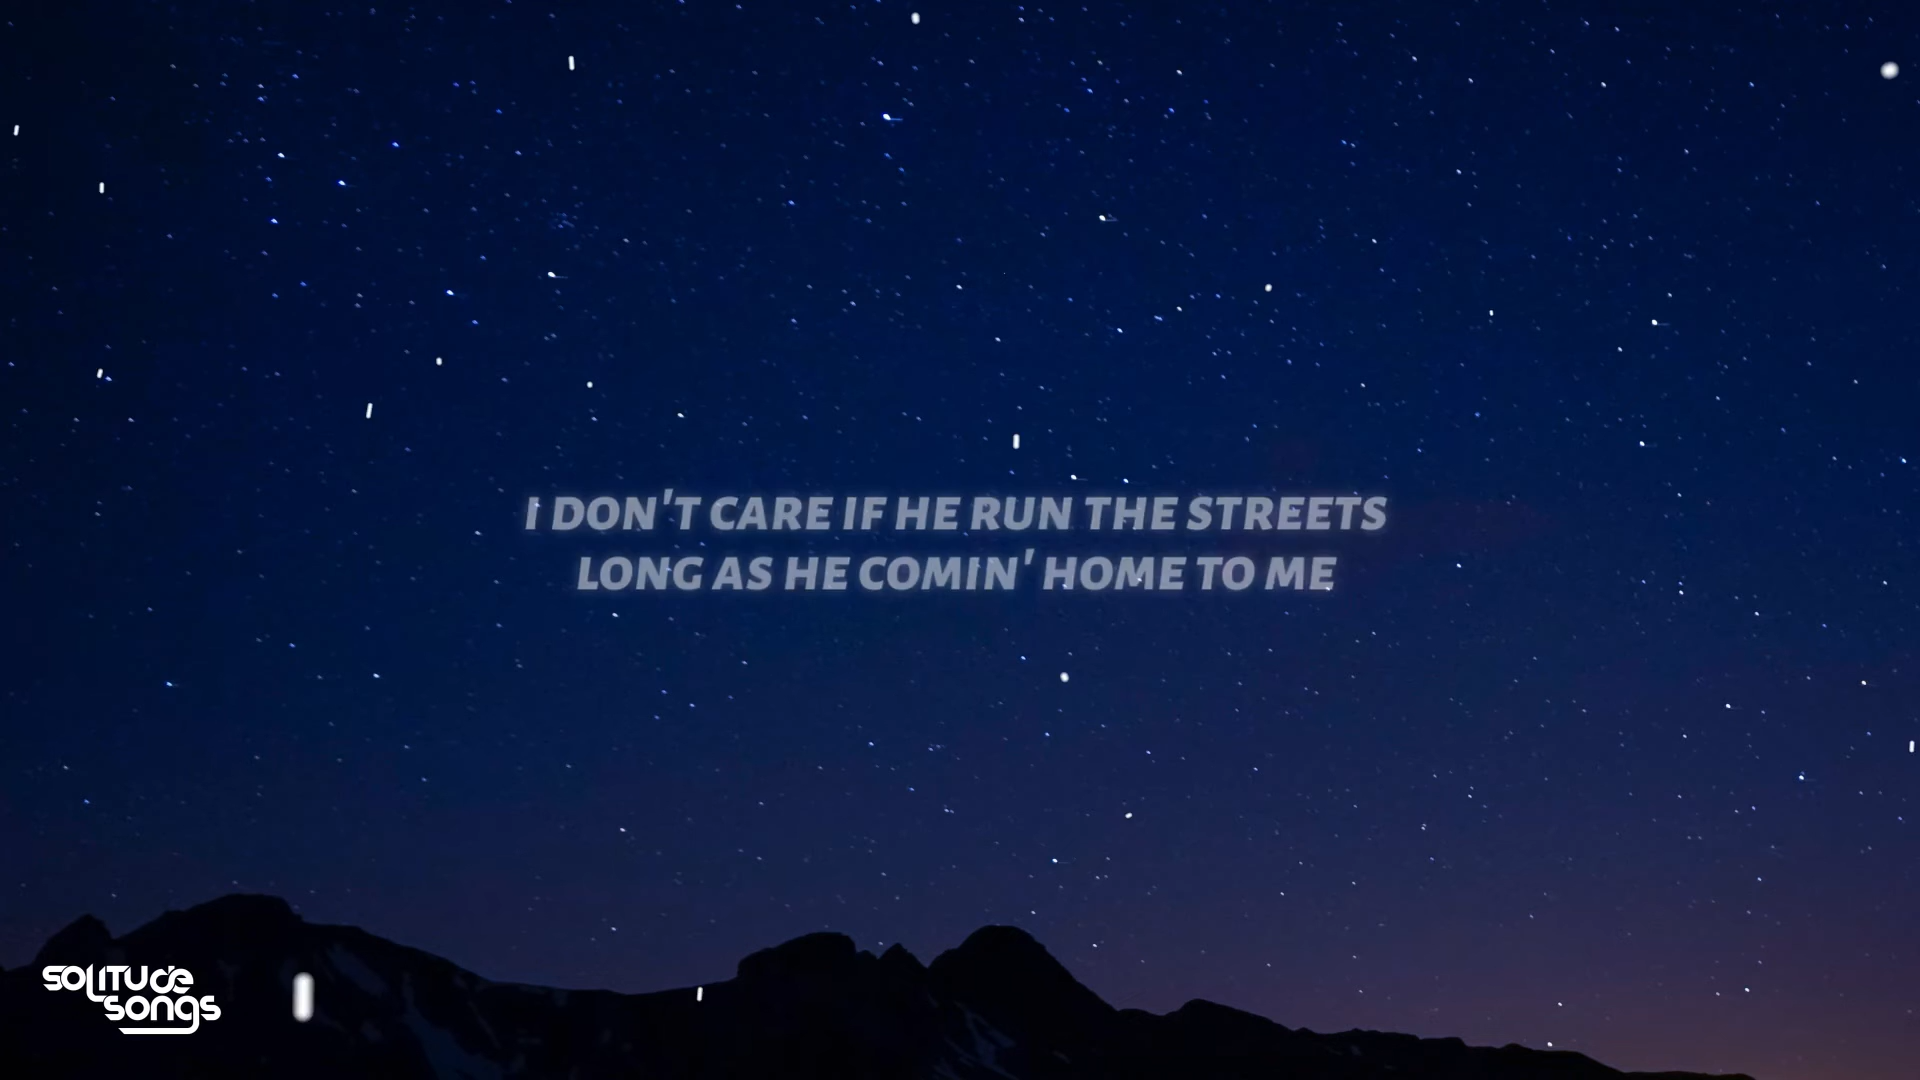 I DON'T CARE IF HE RUN THE STREETS
LONG AS HE COMIN' HOME TO ME
SOLITUDE
SONGS